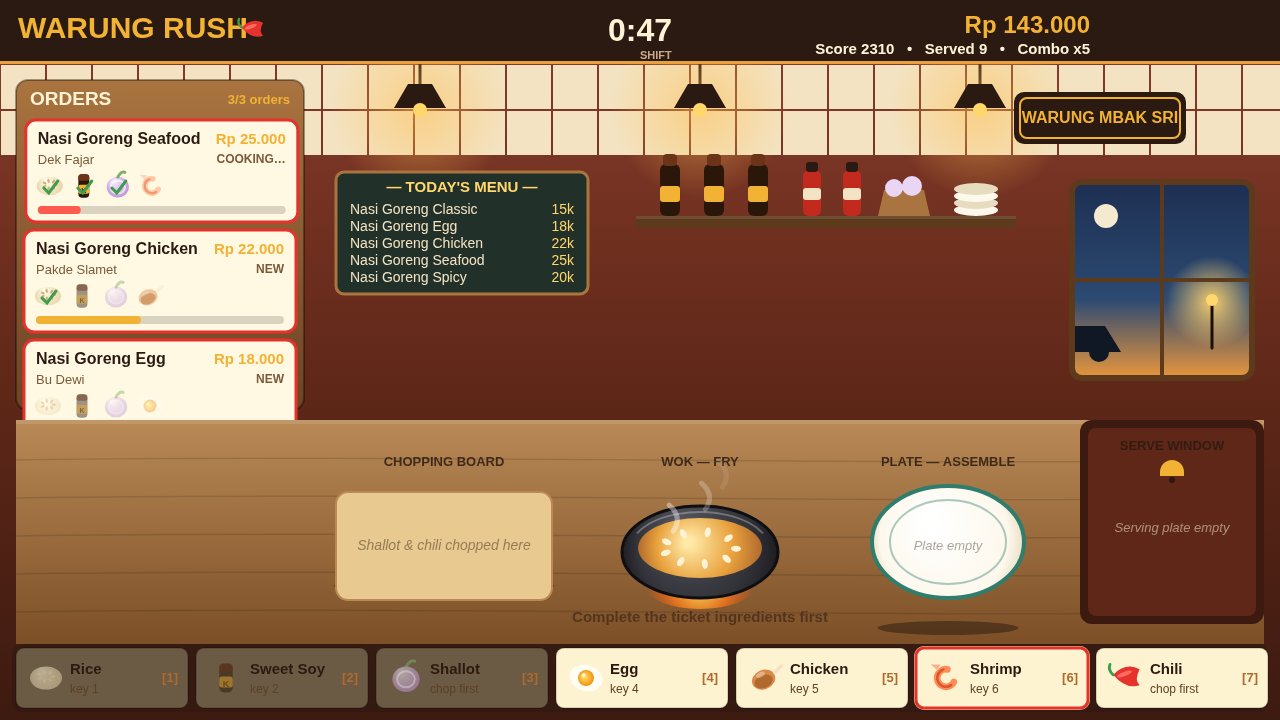 WARUNG RUSH
0:47
SHIFT
Rp 143.000
Score 2310 • Served 9 • Combo x5
ORDERS
3/3 orders
Nasi Goreng Seafood
Rp 25.000
Dek Fajar
COOKING...
Nasi Goreng Chicken
Rp 22.000
Pakde Slamet
NEW
K
Nasi Goreng Egg
Rp 18.000
Bu Dewi
NEW
K
— TODAY'S MENU —
Nasi Goreng Classic 15k
Nasi Goreng Egg 18k
Nasi Goreng Chicken 22k
Nasi Goreng Seafood 25k
Nasi Goreng Spicy 20k
WARUNG MBAK SRI
CHOPPING BOARD
Shallot & chili chopped here
WOK — FRY
Complete the ticket ingredients first
PLATE — ASSEMBLE
Plate empty
SERVE WINDOW
Serving plate empty
Rice
key 1
[1]
K
Sweet Soy
key 2
[2]
Shallot
chop first
[3]
Egg
key 4
[4]
Chicken
key 5
[5]
Shrimp
key 6
[6]
Chili
chop first
[7]